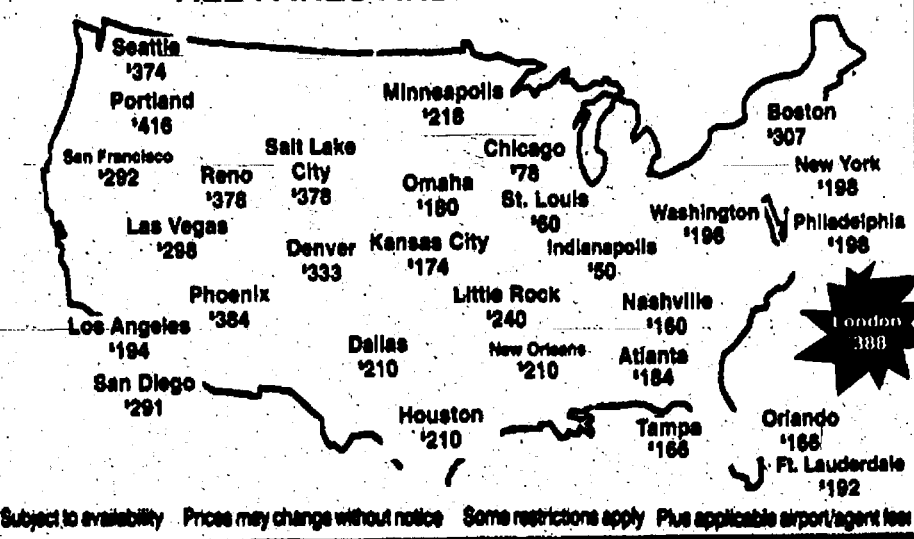 Seattle
$374
Portland
$416
San Francisco
$292
Reno
$378
Salt Lake
City
$378
Minneapolis
$218
Chicago
$78
Boston
$307
New York
$198
Omaha
$180
St. Louis
$60
Washington
$196
Philadelphia
$198
Las Vegas
$298
Denver
$333
Kansas City
$174
Indianapolis
$50
Phoenix
$384
Little Rock
$240
Nashville
$160
London
388
Los Angeles
$194
Dallas
$210
New Orleans
$210
Atlanta
$184
San Diego
$291
Houston
$210
Tampa
$166
Orlando
$166
Ft. Lauderdale
$192
Subject to availability Prices may change without notice Some restrictions apply Plus applicable airport/agent fees